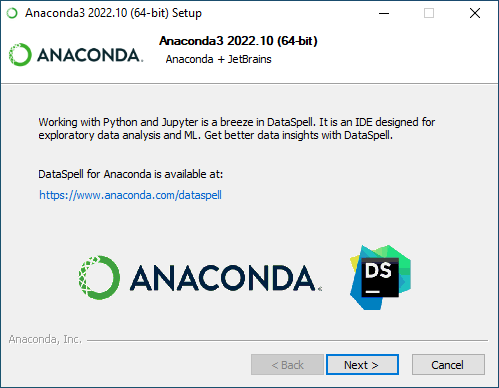 Anaconda3 2022.10 (64-bit) Setup
ANACONDA.
Anaconda3 2022.10 (64-bit)
Anaconda + JetBrains
Working with Python and Jupyter is a breeze in DataSpell. It is an IDE designed for
exploratory data analysis and ML. Get better data insights with DataSpell.
DataSpell for Anaconda is available at:
https://www.anaconda.com/dataspell
ANACONDA.
DS
Anaconda, Inc.
< Back
Next >
Cancel